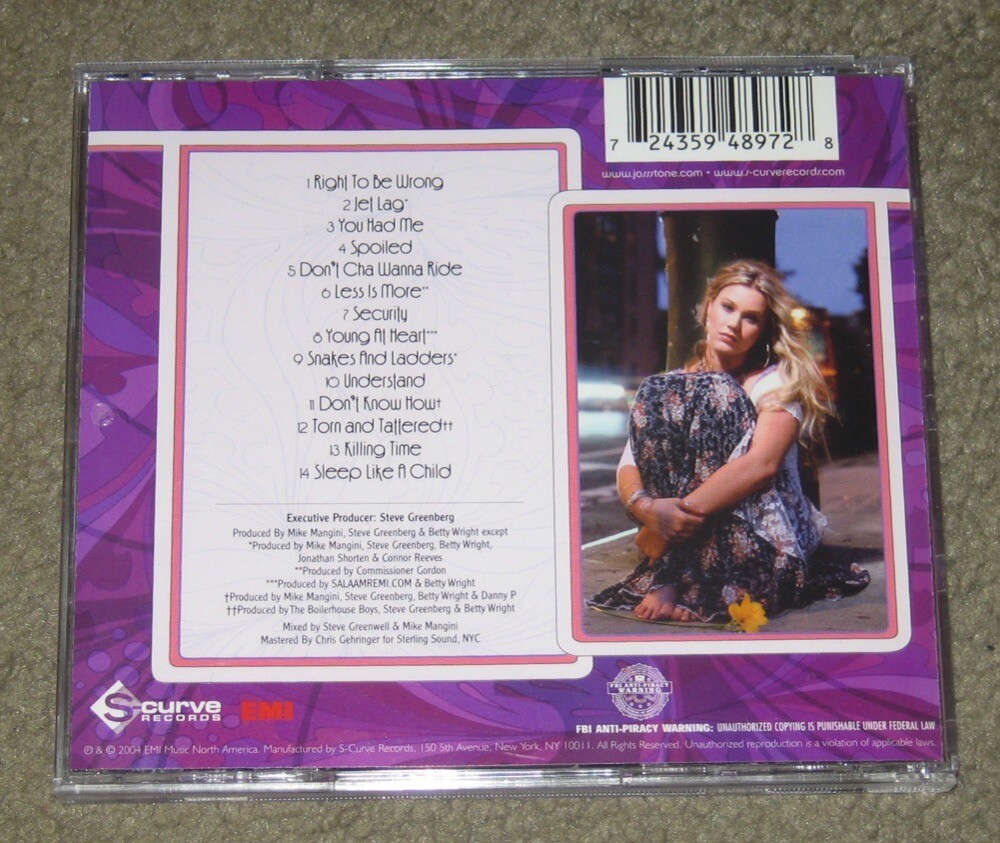 7 24359 48972 8
www.jossstone.com • www.s-curverecords.com
1 Right To Be Wrong
2 Jet Lag*
3 You Had Me
4 Spoiled
5 Don't Cha Wanna Ride
6 Less Is More**
7 Security
8 Young At Heart***
9 Snakes And Ladders*
10 Understand
11 Don't Know How†
12 Torn and Tattered††
13 Killing Time
14 Sleep Like A Child
Executive Producer: Steve Greenberg
Produced By Mike Mangini, Steve Greenberg & Betty Wright except
*Produced by Mike Mangini, Steve Greenberg, Betty Wright,
Jonathan Shorten & Connor Reeves
**Produced by Commissioner Gordon
***Produced by SALAAMREMI.COM & Betty Wright
†Produced by Mike Mangini, Steve Greenberg, Betty Wright & Danny P
††Produced by The Boilerhouse Boys, Steve Greenberg & Betty Wright
Mixed by Steve Greenwell & Mike Mangini
Mastered By Chris Gehringer for Sterling Sound, NYC
S-curve
RECORDS
EMI
FBI ANTI-PIRACY
WARNING
FBI ANTI-PIRACY WARNING: UNAUTHORIZED COPYING IS PUNISHABLE UNDER FEDERAL LAW
℗ & © 2004 EMI Music North America. Manufactured by S-Curve Records, 150 5th Avenue, New York, NY 10011. All Rights Reserved. Unauthorized reproduction is a violation of applicable laws.